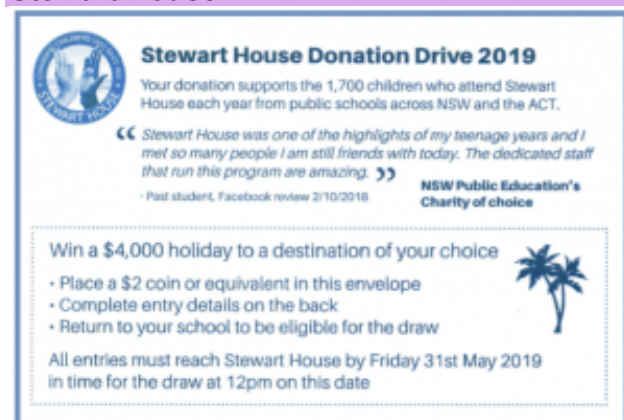 Stewart House Donation Drive 2019
Your donation supports the 1,700 children who attend Stewart
House each year from public schools across NSW and the ACT.
“ Stewart House was one of the highlights of my teenage years and I
met so many people I am still friends with today. The dedicated staff
that run this program are amazing. ”
- Past student, Facebook review 2/10/2018
NSW Public Education's
Charity of choice
STEWART HOUSE
Win a $4,000 holiday to a destination of your choice
• Place a $2 coin or equivalent in this envelope
• Complete entry details on the back
• Return to your school to be eligible for the draw
All entries must reach Stewart House by Friday 31st May 2019
in time for the draw at 12pm on this date